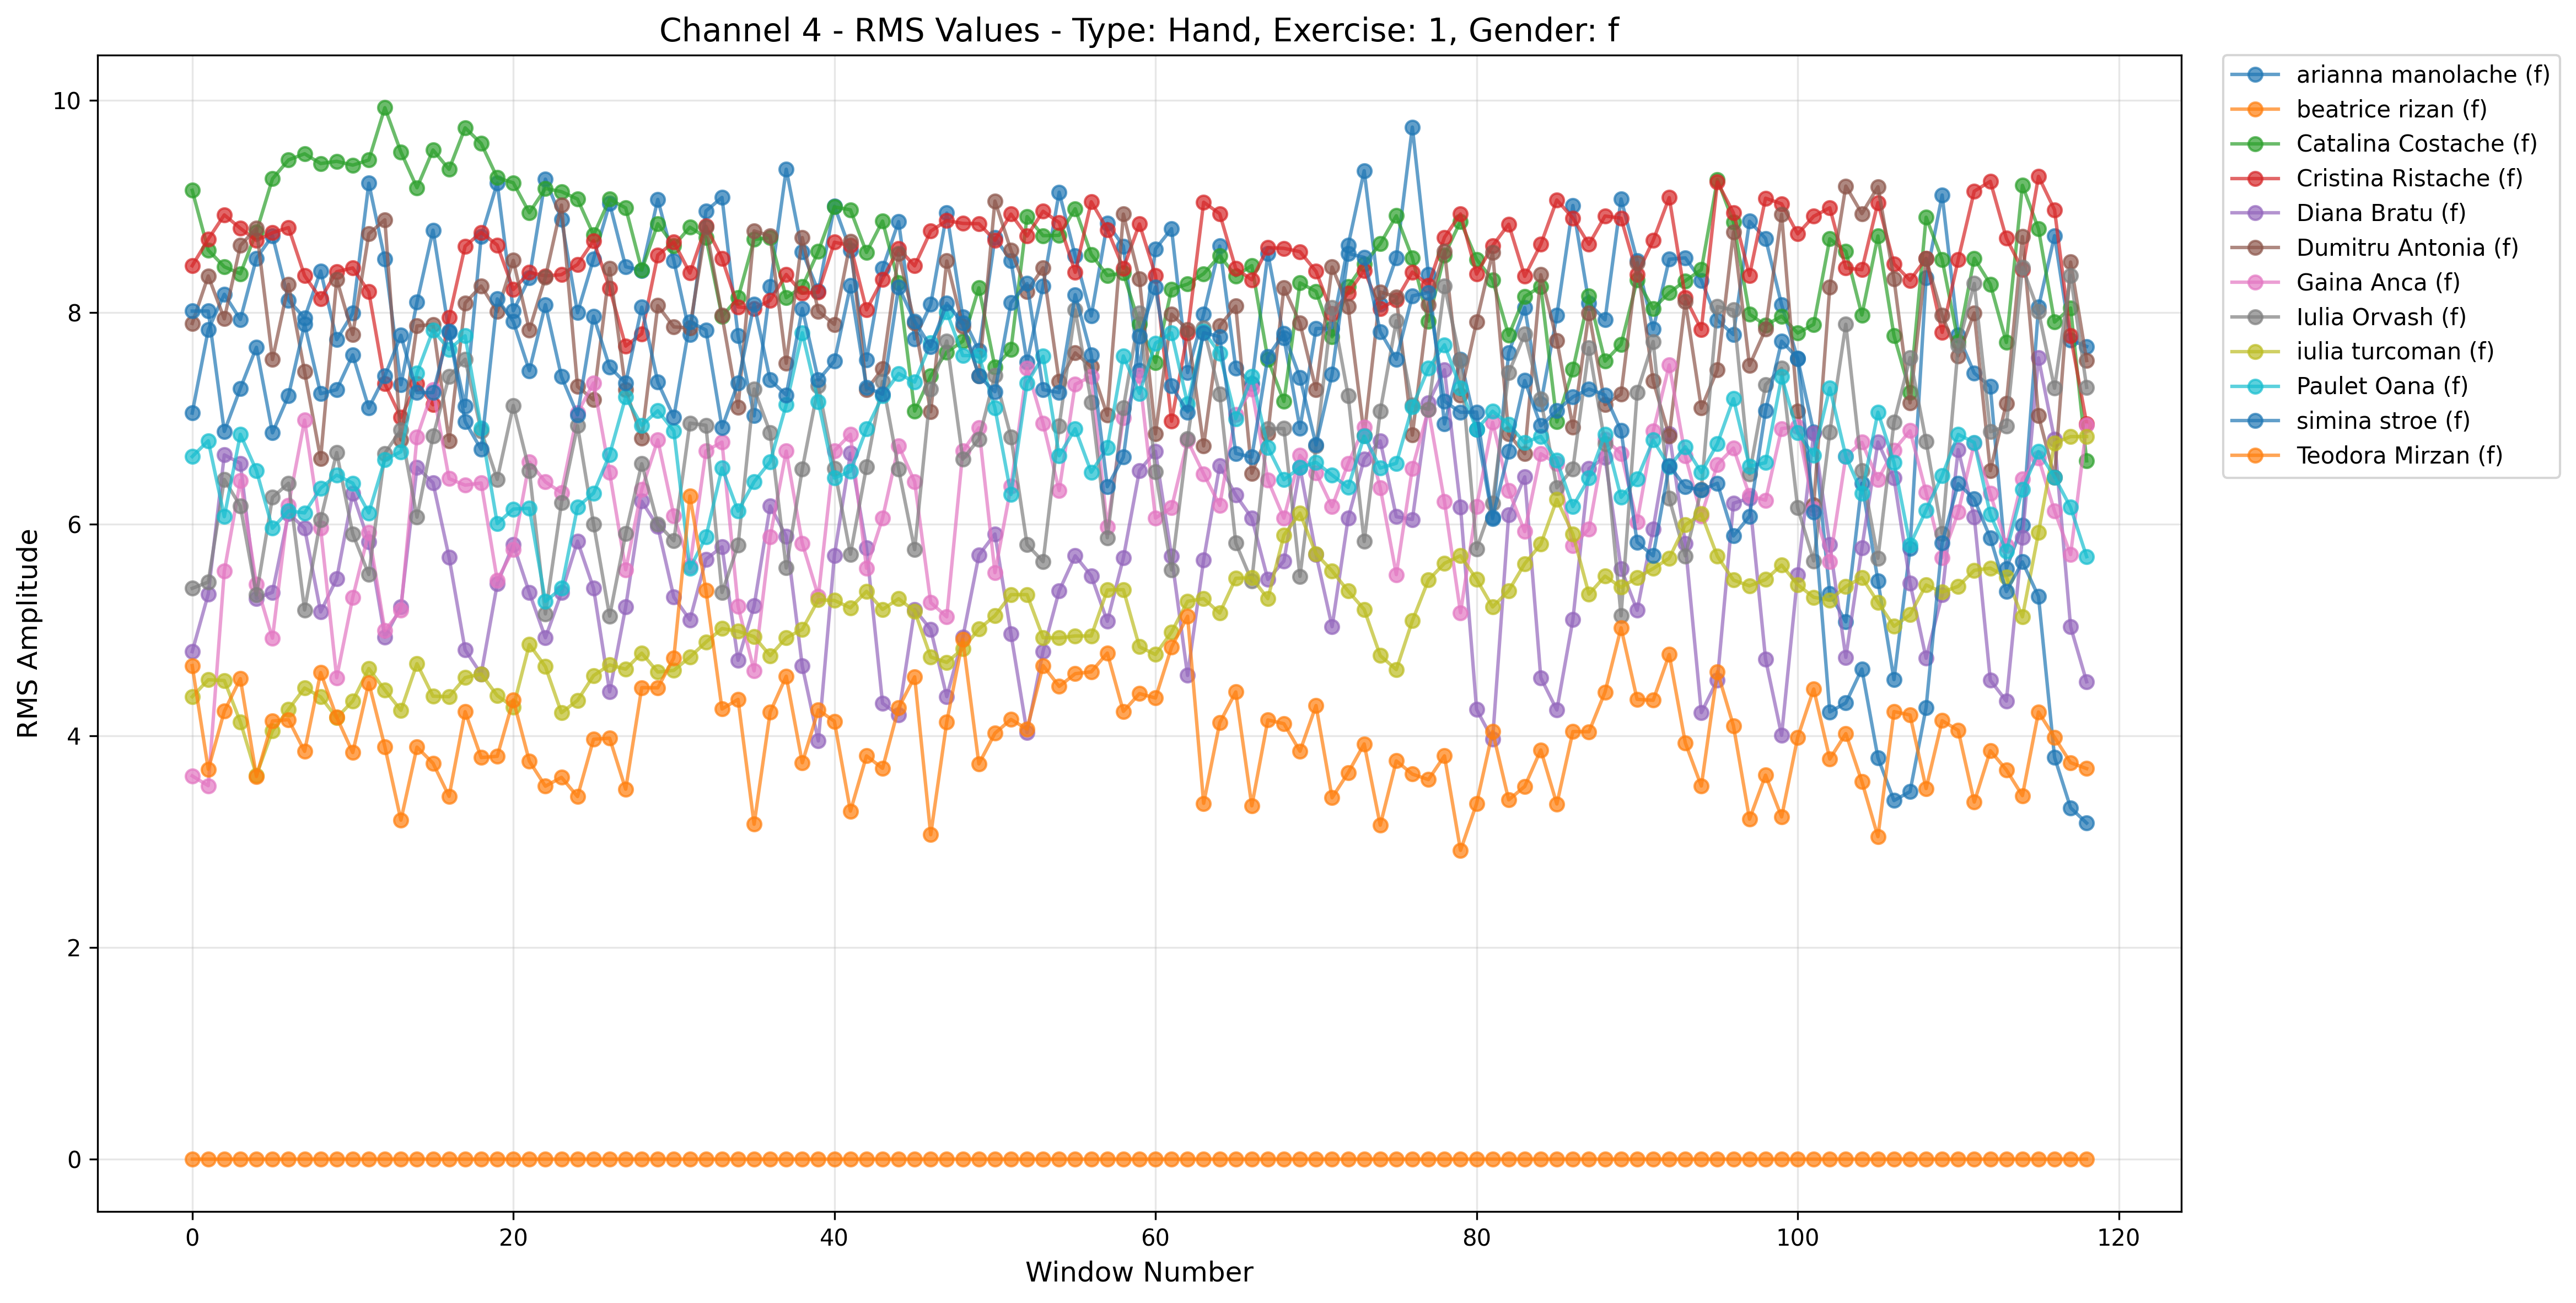 Channel 4 - RMS Values - Type: Hand, Exercise: 1, Gender: f
RMS Amplitude
10
8
6
4
2
0
0 20 40 60 80 100 120
Window Number
arianna manolache (f)
beatrice rizan (f)
Catalina Costache (f)
Cristina Ristache (f)
Diana Bratu (f)
Dumitru Antonia (f)
Gaina Anca (f)
Iulia Orvash (f)
iulia turcoman (f)
Paulet Oana (f)
simina stroe (f)
Teodora Mirzan (f)